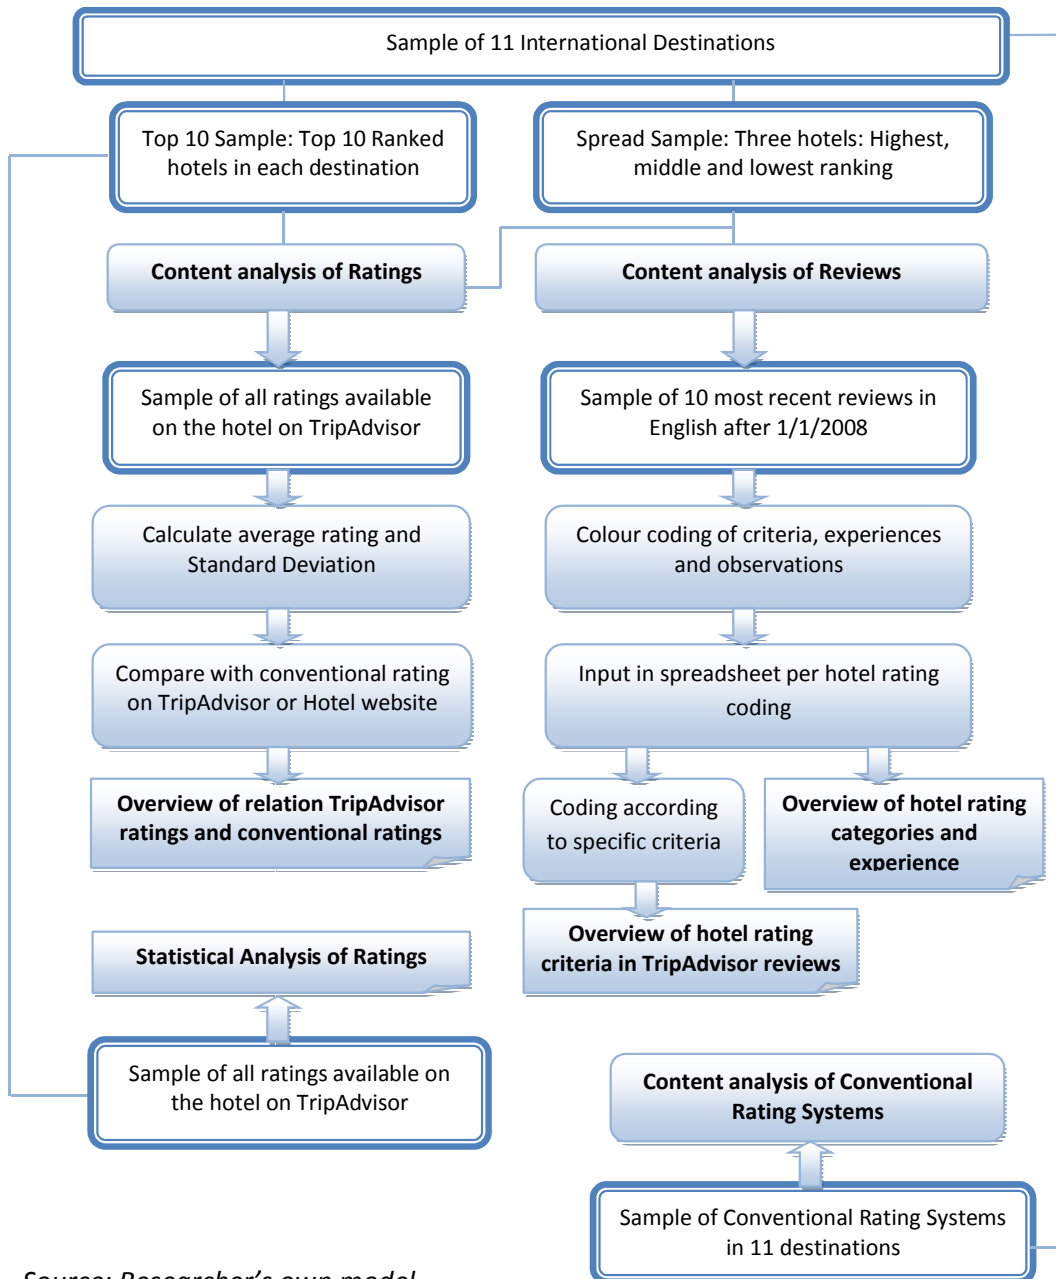 Sample of 11 International Destinations
Top 10 Sample: Top 10 Ranked
hotels in each destination
Spread Sample: Three hotels: Highest,
middle and lowest ranking
Content analysis of Ratings
Content analysis of Reviews
Sample of all ratings available
on the hotel on TripAdvisor
Sample of 10 most recent reviews in
English after 1/1/2008
Calculate average rating and
Standard Deviation
Colour coding of criteria, experiences
and observations
Compare with conventional rating
on TripAdvisor or Hotel website
Input in spreadsheet per hotel rating
coding
Overview of relation TripAdvisor
ratings and conventional ratings
Coding according
to specific criteria
Overview of hotel rating
categories and
experience
Overview of hotel rating
criteria in TripAdvisor reviews
Statistical Analysis of Ratings
Sample of all ratings available on
the hotel on TripAdvisor
Content analysis of Conventional
Rating Systems
Sample of Conventional Rating Systems
in 11 destinations
Source: Researcher's own model